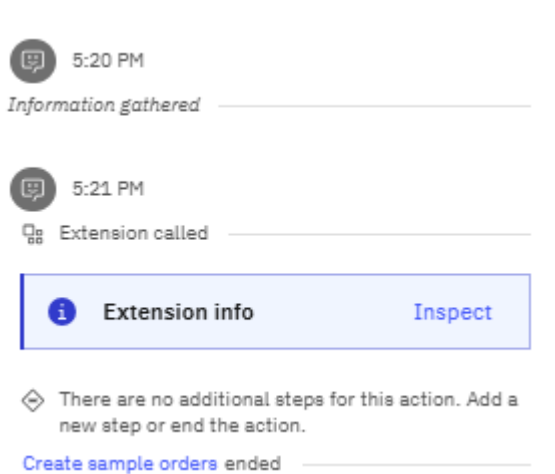 5:20 PM
Information gathered
5:21 PM
Extension called
Extension info
Inspect
There are no additional steps for this action. Add a
new step or end the action.
Create sample orders ended